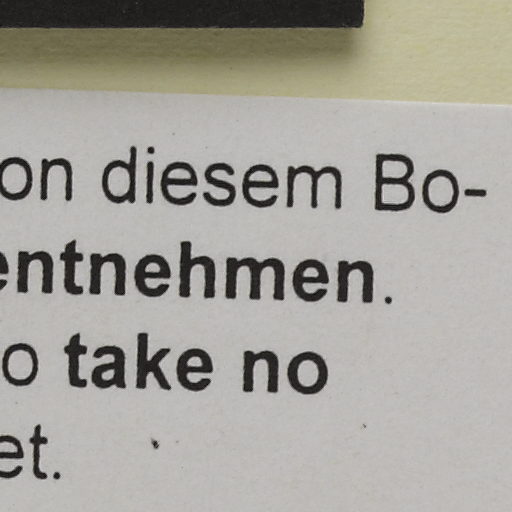 on diesem Bo-
entnehmen.
o take no
et.